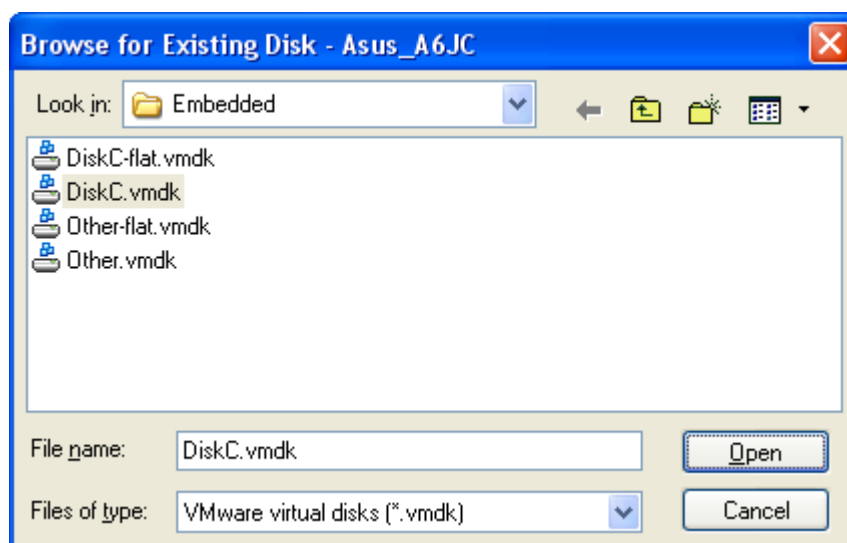 Browse for Existing Disk - Asus_A6JC
Look in: Embedded
DiskC-flat.vmdk
DiskC.vmdk
Other-flat.vmdk
Other.vmdk
File name: DiskC.vmdk Open
Files of type: VMware virtual disks (*.vmdk) Cancel